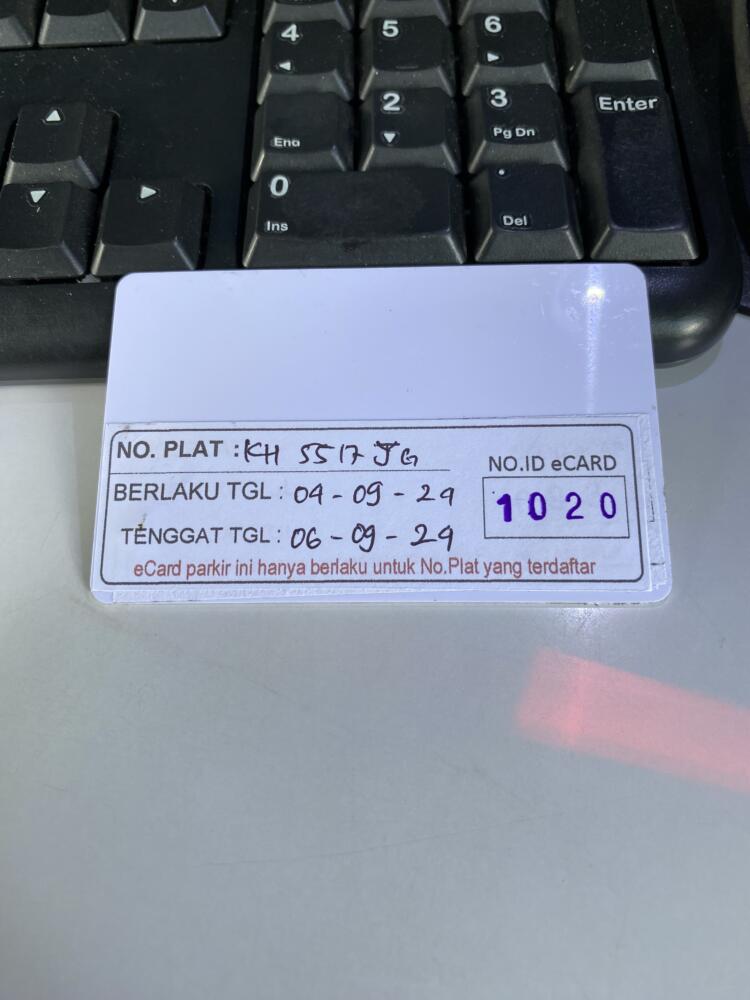 4 5 6
End 2 3 Pg Dn Enter
0 Ins . Del
NO. PLAT : KH 5517 JG
NO.ID eCARD
BERLAKU TGL : 04 - 09 - 24
1020
TENGGAT TGL : 06 - 09 - 24
eCard parkir ini hanya berlaku untuk No.Plat yang terdaftar